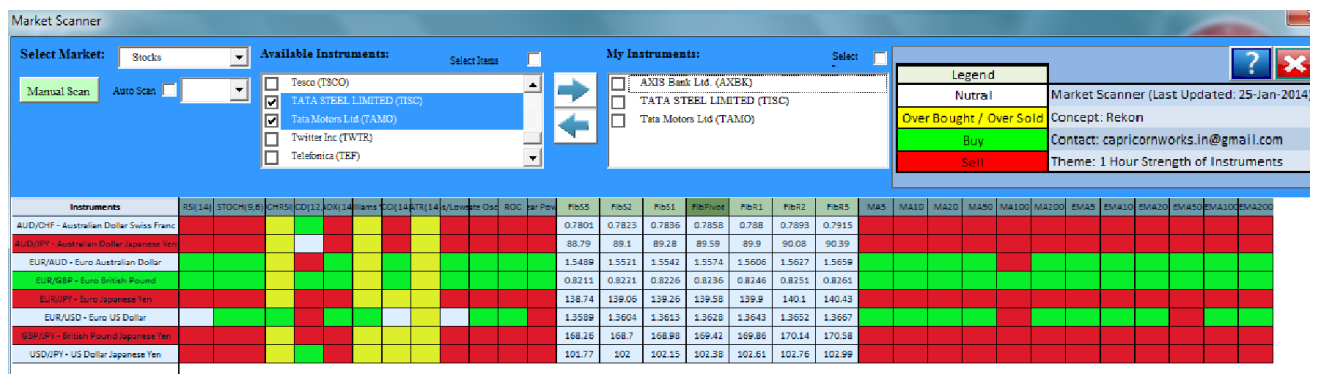 Market Scanner
Select Market: Stocks
Manual Scan Auto Scan
Available Instruments: Select Items
Tesco (TSCO)
TATA STEEL LIMITED (TISC)
Tata Motors Ltd (TAMO)
Twitter Inc (TWTR)
Telefonica (TEF)
My Instruments: Select
AXIS Bank Ltd. (AXBK)
TATA STEEL LIMITED (TISC)
Tata Motors Ltd (TAMO)
?
Legend
Nutral Market Scanner (Last Updated: 25-Jan-2014)
Over Bought / Over Sold Concept: Rekon
Buy Contact: capricornworks.in@gmail.com
Sell Theme: 1 Hour Strength of Instruments
Instruments RSI(14) STOCH(9,6) ROC FibS3 FibS2 FibS1 FibPivot FibR1 FibR2 FibR3 MA5 MA10 MA20 MA50 MA100 MA200 EMA5 EMA10 EMA20 EMA50 EMA100 EMA200
AUD/CHF - Australian Dollar Swiss Franc 0.7801 0.7823 0.7836 0.7858 0.788 0.7893 0.7915
AUD/JPY - Australian Dollar Japanese Yen 88.79 89.1 89.28 89.59 89.9 90.08 90.39
EUR/AUD - Euro Australian Dollar 1.5489 1.5521 1.5542 1.5574 1.5606 1.5627 1.5659
EUR/GBP - Euro British Pound 0.8211 0.8221 0.8226 0.8236 0.8246 0.8251 0.8261
EUR/JPY - Euro Japanese Yen 138.74 139.06 139.26 139.58 139.9 140.1 140.43
EUR/USD - Euro US Dollar 1.3589 1.3604 1.3613 1.3628 1.3643 1.3652 1.3667
GBP/JPY - British Pound Japanese Yen 168.26 168.7 168.98 169.42 169.86 170.14 170.58
USD/JPY - US Dollar Japanese Yen 101.77 102 102.15 102.38 102.61 102.76 102.99